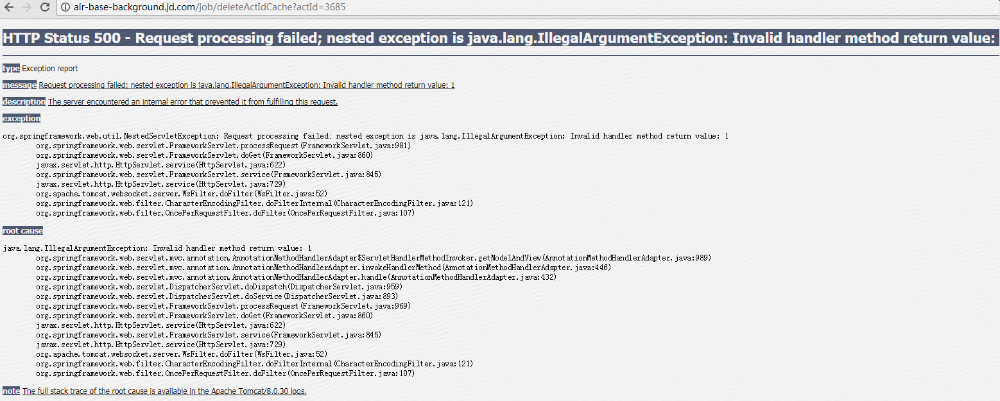 air-base-background.jd.com/job/deleteActIdCache?actId=3685
HTTP Status 500 - Request processing failed; nested exception is java.lang.IllegalArgumentException: Invalid handler method return value:
type Exception report
message Request processing failed; nested exception is java.lang.IllegalArgumentException: Invalid handler method return value: 1
description The server encountered an internal error that prevented it from fulfilling this request.
exception
org.springframework.web.util.NestedServletException: Request processing failed; nested exception is java.lang.IllegalArgumentException: Invalid handler method return value: 1
org.springframework.web.servlet.FrameworkServlet.processRequest(FrameworkServlet.java:981)
org.springframework.web.servlet.FrameworkServlet.doGet(FrameworkServlet.java:860)
javax.servlet.http.HttpServlet.service(HttpServlet.java:622)
org.springframework.web.servlet.FrameworkServlet.service(FrameworkServlet.java:845)
javax.servlet.http.HttpServlet.service(HttpServlet.java:729)
org.apache.tomcat.websocket.server.WsFilter.doFilter(WsFilter.java:52)
org.springframework.web.filter.CharacterEncodingFilter.doFilterInternal(CharacterEncodingFilter.java:121)
org.springframework.web.filter.OncePerRequestFilter.doFilter(OncePerRequestFilter.java:107)
root cause
java.lang.IllegalArgumentException: Invalid handler method return value: 1
org.springframework.web.servlet.mvc.annotation.AnnotationMethodHandlerAdapter$ServletHandlerMethodInvoker.getModelAndView(AnnotationMethodHandlerAdapter.java:989)
org.springframework.web.servlet.mvc.annotation.AnnotationMethodHandlerAdapter.invokeHandlerMethod(AnnotationMethodHandlerAdapter.java:446)
org.springframework.web.servlet.mvc.annotation.AnnotationMethodHandlerAdapter.handle(AnnotationMethodHandlerAdapter.java:432)
org.springframework.web.servlet.DispatcherServlet.doDispatch(DispatcherServlet.java:959)
org.springframework.web.servlet.DispatcherServlet.doService(DispatcherServlet.java:893)
org.springframework.web.servlet.FrameworkServlet.processRequest(FrameworkServlet.java:969)
org.springframework.web.servlet.FrameworkServlet.doGet(FrameworkServlet.java:860)
javax.servlet.http.HttpServlet.service(HttpServlet.java:622)
org.springframework.web.servlet.FrameworkServlet.service(FrameworkServlet.java:845)
javax.servlet.http.HttpServlet.service(HttpServlet.java:729)
org.apache.tomcat.websocket.server.WsFilter.doFilter(WsFilter.java:52)
org.springframework.web.filter.CharacterEncodingFilter.doFilterInternal(CharacterEncodingFilter.java:121)
org.springframework.web.filter.OncePerRequestFilter.doFilter(OncePerRequestFilter.java:107)
note The full stack trace of the root cause is available in the Apache Tomcat/8.0.30 logs.